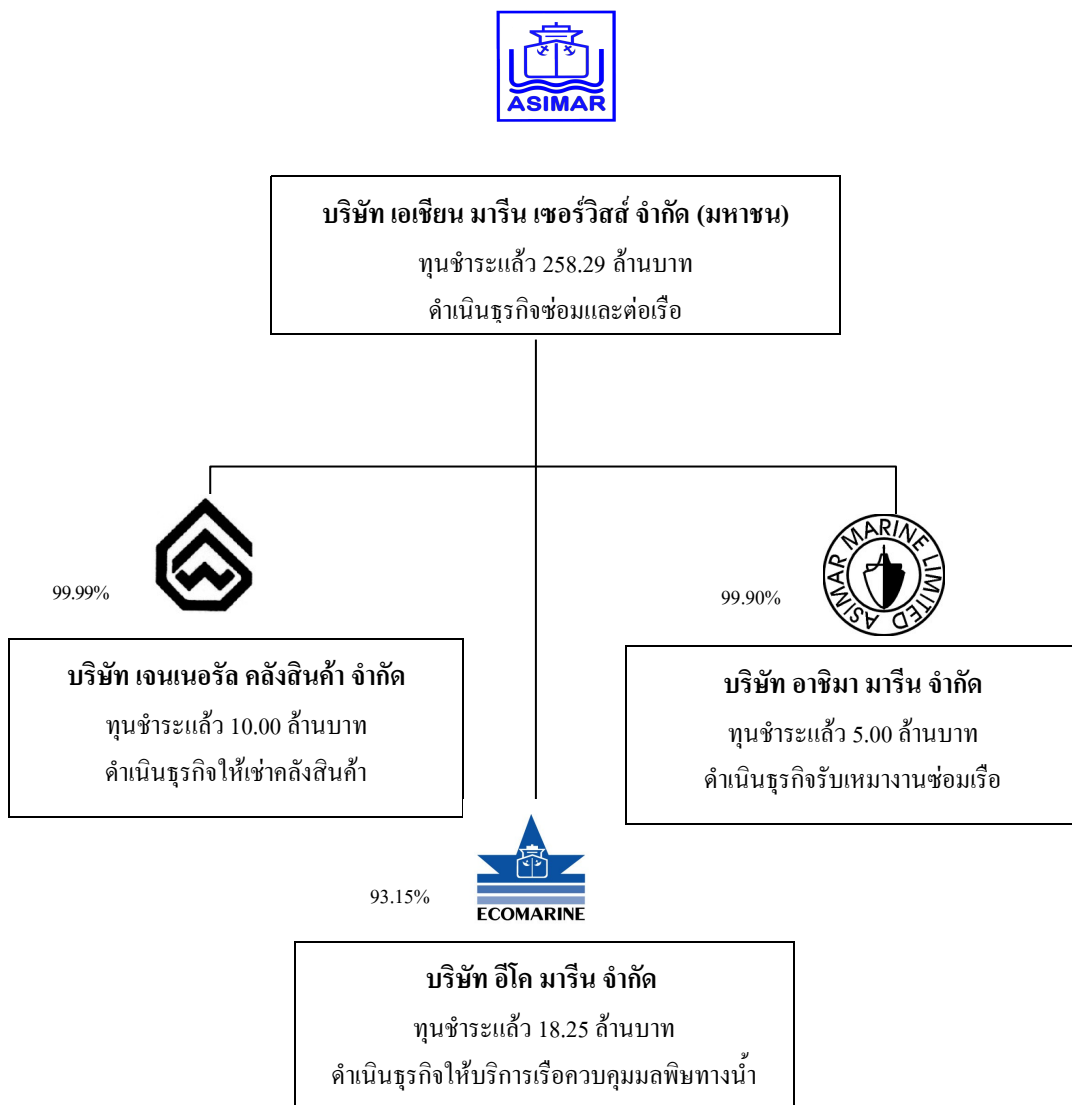 ASIMAR
บริษัท เอเชียน มารีน เซอร์วิสส์ จำกัด (มหาชน)
ทุนชำระแล้ว 258.29 ล้านบาท
ดำเนินธุรกิจซ่อมและต่อเรือ
99.99%
บริษัท เจนเนอรัล คลังสินค้า จำกัด
ทุนชำระแล้ว 10.00 ล้านบาท
ดำเนินธุรกิจให้เช่าคลังสินค้า
99.90%
ASIMAR MARINE LIMITED
บริษัท อาชิมา มารีน จำกัด
ทุนชำระแล้ว 5.00 ล้านบาท
ดำเนินธุรกิจรับเหมางานซ่อมเรือ
93.15%
ECOMARINE
บริษัท อีโค มารีน จำกัด
ทุนชำระแล้ว 18.25 ล้านบาท
ดำเนินธุรกิจให้บริการเรือควบคุมมลพิษทางน้ำ